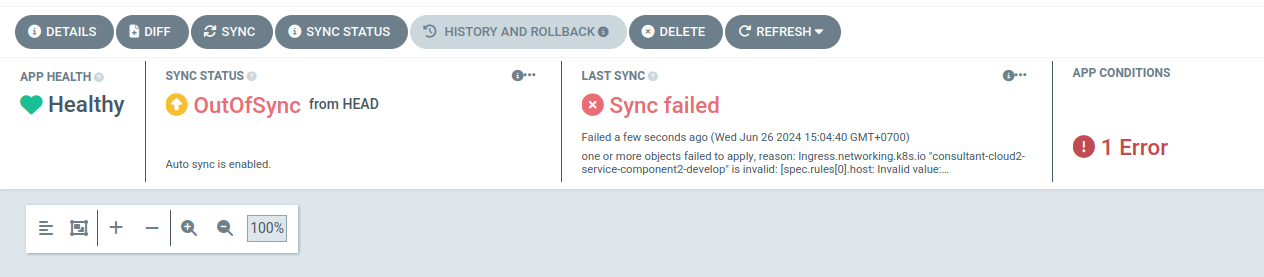 DETAILS DIFF SYNC SYNC STATUS HISTORY AND ROLLBACK DELETE REFRESH
APP HEALTH
Healthy
SYNC STATUS
OutOfSync from HEAD
Auto sync is enabled.
LAST SYNC
Sync failed
Failed a few seconds ago (Wed Jun 26 2024 15:04:40 GMT+0700)
one or more objects failed to apply, reason: Ingress.networking.k8s.io "consultant-cloud2-
service-component2-develop" is invalid: [spec.rules[0].host: Invalid value:...
APP CONDITIONS
1 Error
100%